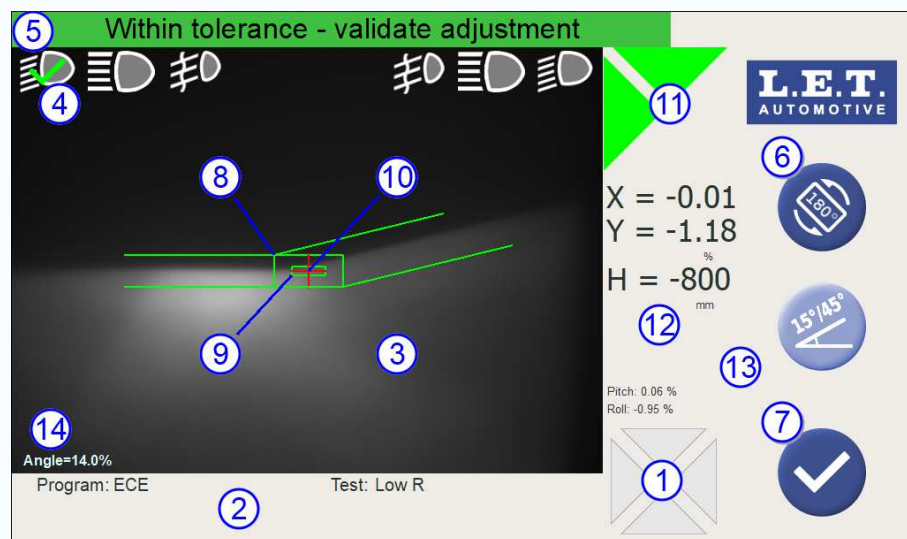 Within tolerance - validate adjustment
5
4
11
L.E.T.
AUTOMOTIVE
6
180°
8
10
X = -0.01
Y = -1.18
%
H = -800
mm
12
15°/45°
9
3
13
Pitch: 0.06 %
Roll: -0.95 %
14
7
Angle=14.0%
Program: ECE
Test: Low R
2
1